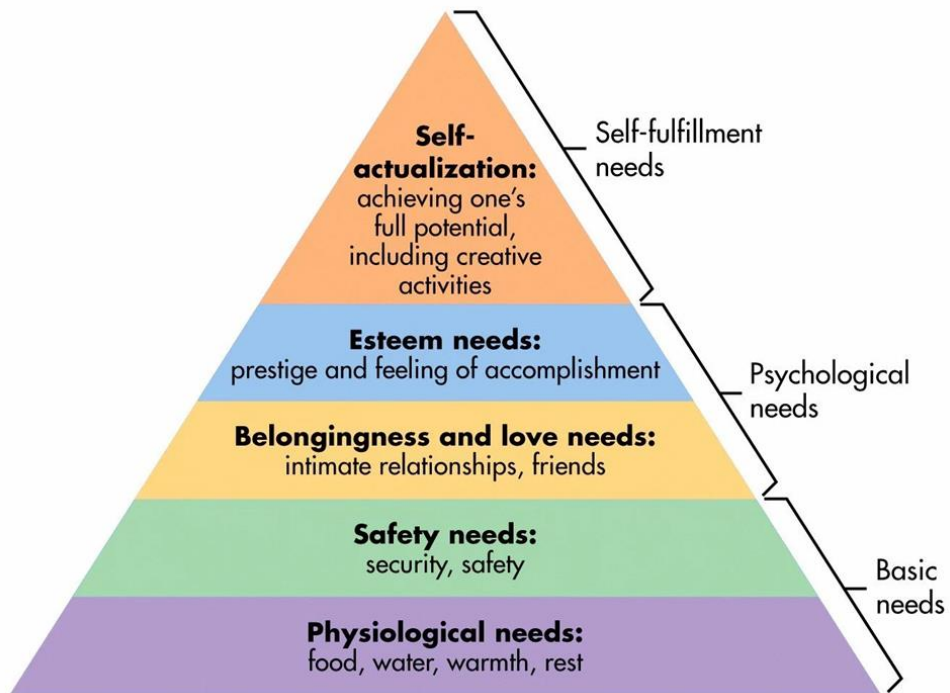 Self-
actualization:
achieving one's
full potential,
including creative
activities
Self-fulfillment
needs
Esteem needs:
prestige and feeling of accomplishment
Psychological
needs
Belongingness and love needs:
intimate relationships, friends
Safety needs:
security, safety
Basic
needs
Physiological needs:
food, water, warmth, rest